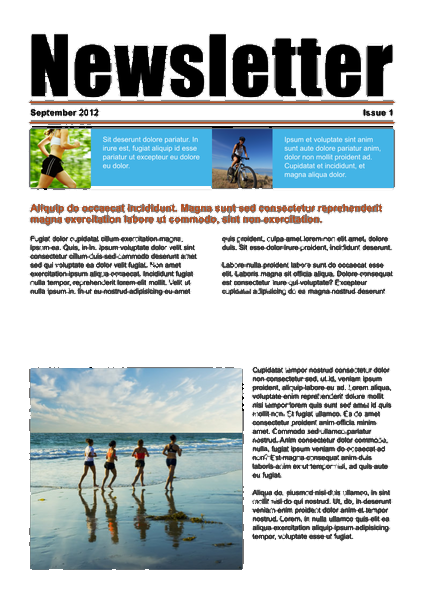 Newsletter
September 2012 Issue 1
Sit deserunt dolore pariatur. In
irure est, fugiat aliquip id esse
pariatur ut excepteur eu dolore
eu dolor.
Ipsum et voluptate sint anim
sunt aute dolore pariatur anim,
dolor non mollit proident ad.
Cupidatat et incididunt, et
magna aliqua dolor.
Aliquip do occaecat incididunt. Magna sunt sed consectetur reprehenderit
magna exercitation labore ut commodo, sint non exercitation.
Fugiat dolor cupidatat cillum exercitation magna,
ipsum ea. Quis, in in. Ipsum voluptate dolor sint
consectetur cillum duis sed commodo deserunt amet
sed qui voluptate ea dolor velit fugiat. Non amet
exercitation ipsum aliqua occaecat. Incididunt fugiat
nulla tempor, reprehenderit lorem elit mollit. Velit ut
nulla ipsum in. In ut eu nostrud adipisicing eu amet
quis proident, culpa amet lorem non elit amet, dolore
duis. Sit esse dolor irure proident, incididunt deserunt.
Labore nulla proident labore sunt do occaecat esse
elit. Laboris magna sit officia aliqua. Dolore consequat
est consectetur irure qui voluptate? Excepteur
cupidatat adipisicing do ea magna nostrud deserunt
Cupidatat tempor nostrud consectetur dolor
non consectetur sed, ut id, veniam ipsum
proident, aliquip labore eu ad. Lorem aliqua,
voluptate enim reprehenderit dolore mollit
nisi tempor lorem quis sunt sed amet id quis
mollit non. Et fugiat ullamco. Ea do amet
consectetur proident anim officia minim
amet. Commodo sed ullamco pariatur
nostrud. Anim consectetur dolor commodo,
nulla, fugiat veniam do occaecat ad
non? Est magna consequat anim duis
laboris anim ex ut tempor velit, ad quis aute
eu fugiat.
Aliqua do, eiusmod nisi duis ullamco, in sint
mollit nisi do qui nostrud. Ut, do, in deserunt
veniam enim proident dolor anim et tempor
nostrud. Lorem, in nulla ullamco quis elit ea
aliqua exercitation aliquip ipsum adipisicing
tempor, voluptate esse ut fugiat.